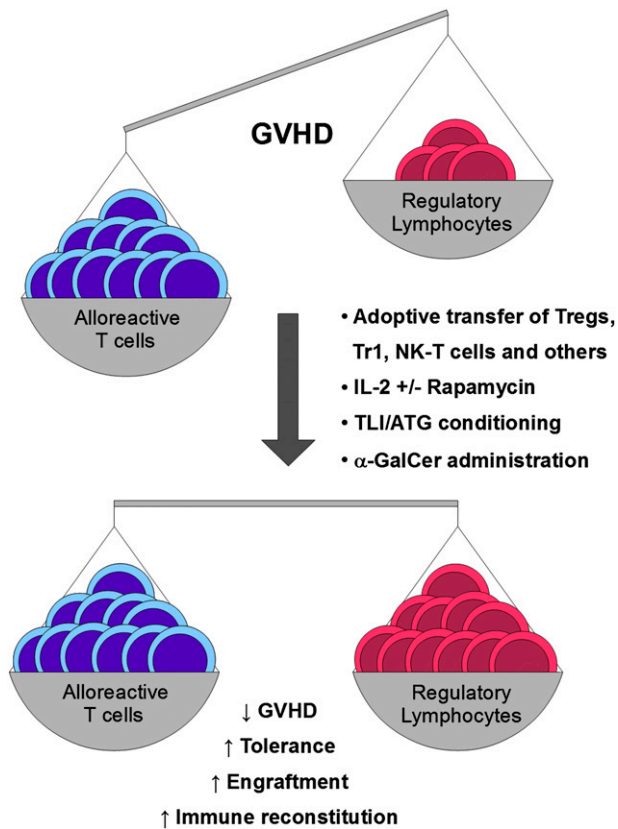 GVHD
Regulatory
Lymphocytes
Alloreactive
T cells
• Adoptive transfer of Tregs,
Tr1, NK-T cells and others
• IL-2 +/- Rapamycin
• TLI/ATG conditioning
• α-GalCer administration
Alloreactive
T cells
Regulatory
Lymphocytes
↓ GVHD
↑ Tolerance
↑ Engraftment
↑ Immune reconstitution